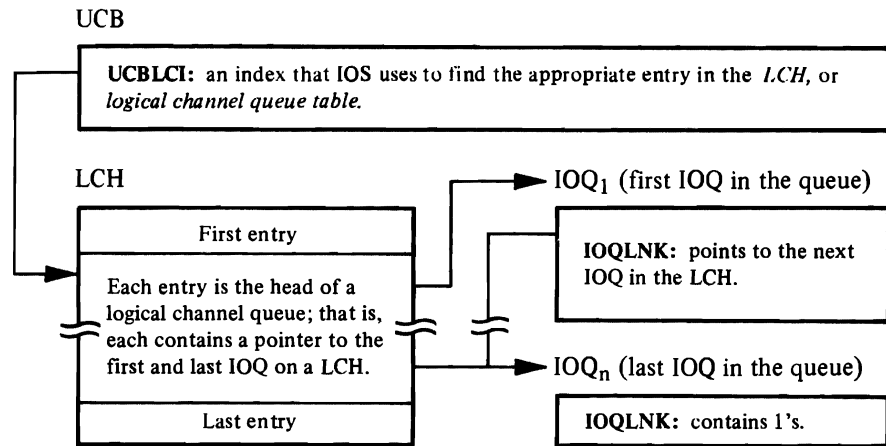 UCB
UCBLCI: an index that IOS uses to find the appropriate entry in the LCH, or
logical channel queue table.
LCH
First entry
Each entry is the head of a
logical channel queue; that is,
each contains a pointer to the
first and last IOQ on a LCH.
Last entry
IOQ1 (first IOQ in the queue)
IOQLNK: points to the next
IOQ in the LCH.
IOQn (last IOQ in the queue)
IOQLNK: contains 1's.